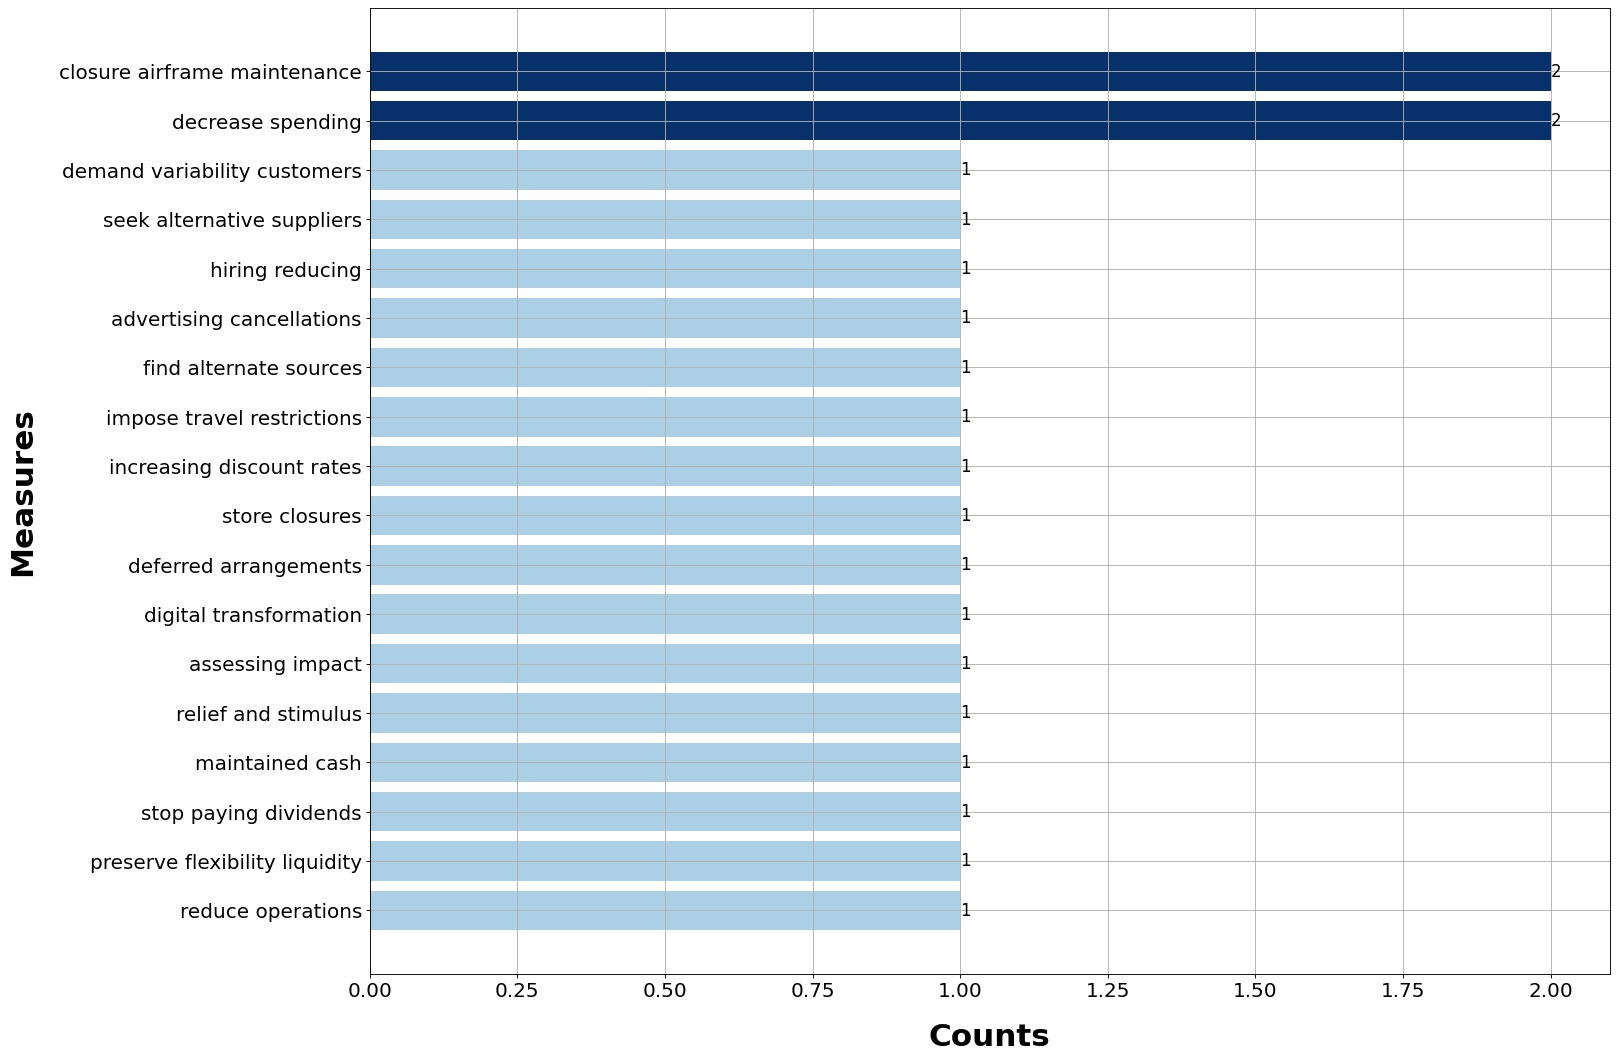 closure airframe maintenance 2
decrease spending 2
demand variability customers 1
seek alternative suppliers 1
hiring reducing 1
advertising cancellations 1
find alternate sources 1
impose travel restrictions 1
increasing discount rates 1
store closures 1
deferred arrangements 1
digital transformation 1
assessing impact 1
relief and stimulus 1
maintained cash 1
stop paying dividends 1
preserve flexibility liquidity 1
reduce operations 1
Measures
0.00 0.25 0.50 0.75 1.00 1.25 1.50 1.75 2.00
Counts